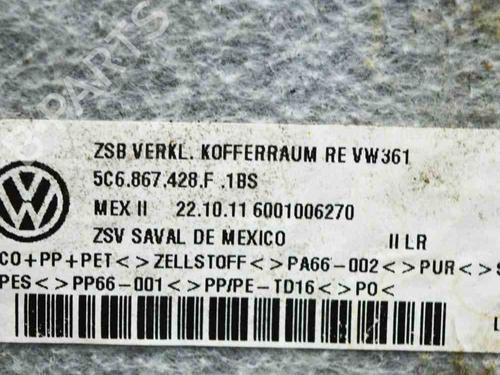 ZSB VERKL. KOFFERRAUM RE VW361
5C6.867.428.F .1BS
MEX II 22.10.11 6001006270
ZSV SAVAL DE MEXICO II LR
CO+PP+PET< >ZELLSTOFF< >PA66-002< >PUR< >S
PES< >PP66-001< >PP/PE-TD16< >PO<
L